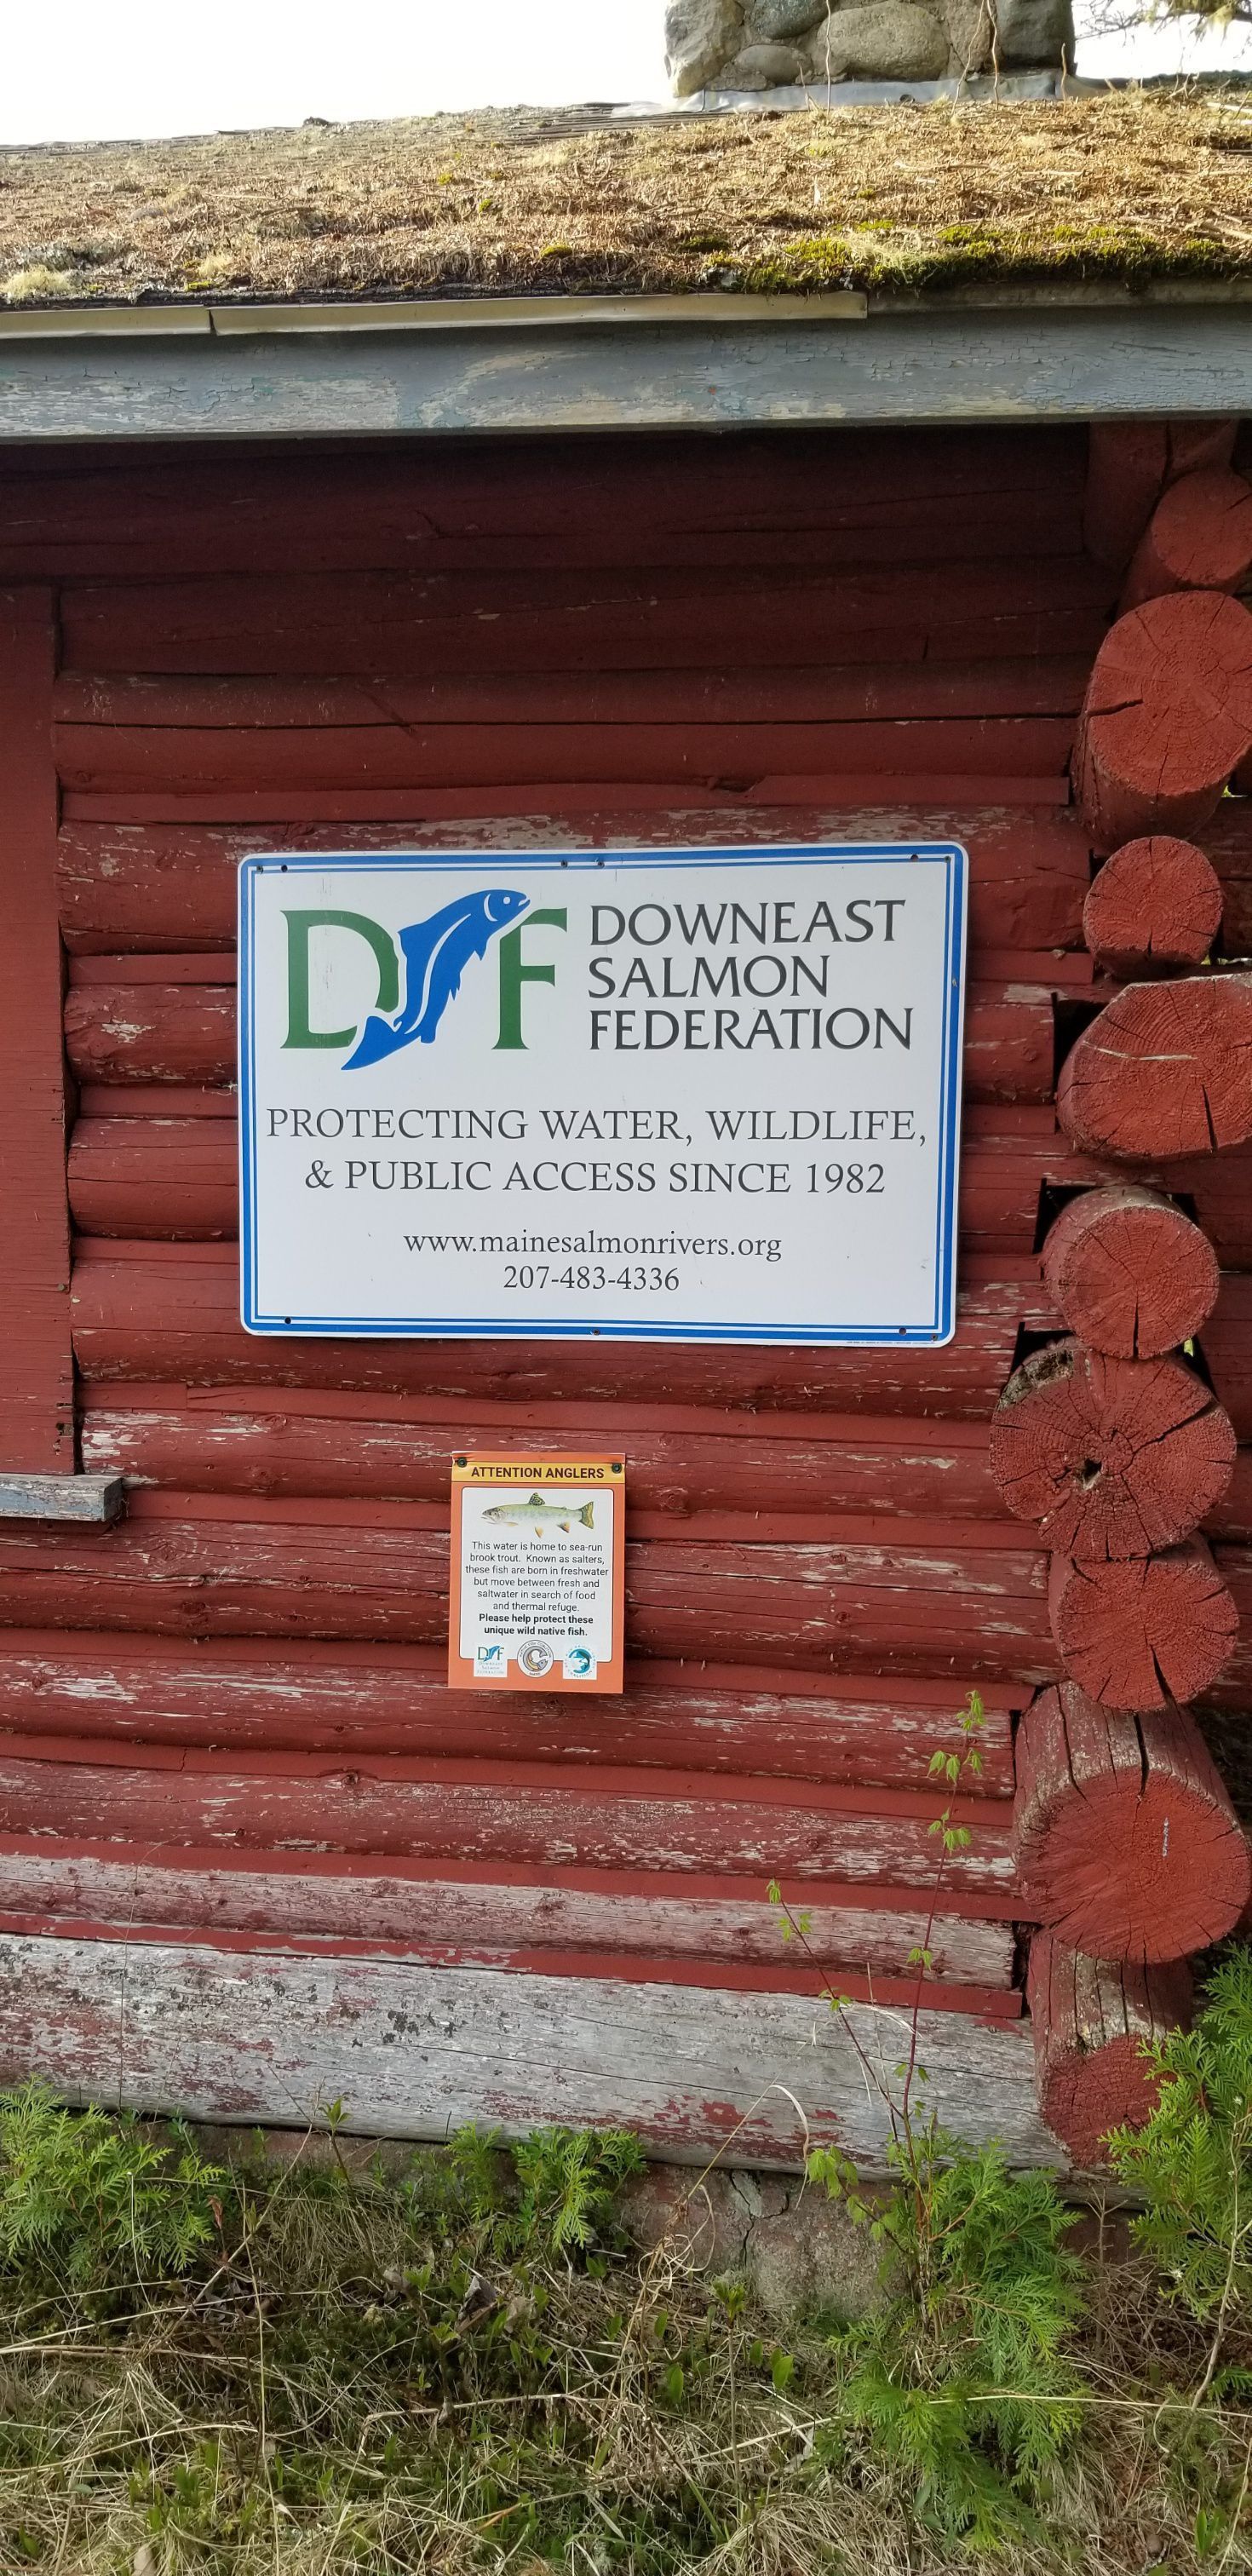 DSF
DOWNEAST
SALMON
FEDERATION
PROTECTING WATER, WILDLIFE,
& PUBLIC ACCESS SINCE 1982
www.mainesalmonrivers.org
207-483-4336
ATTENTION ANGLERS
This water is home to sea-run
brook trout. Known as salters,
these fish are born in freshwater
but move between fresh and
saltwater in search of food
and thermal refuge.
Please help protect these
unique wild native fish.
DSF